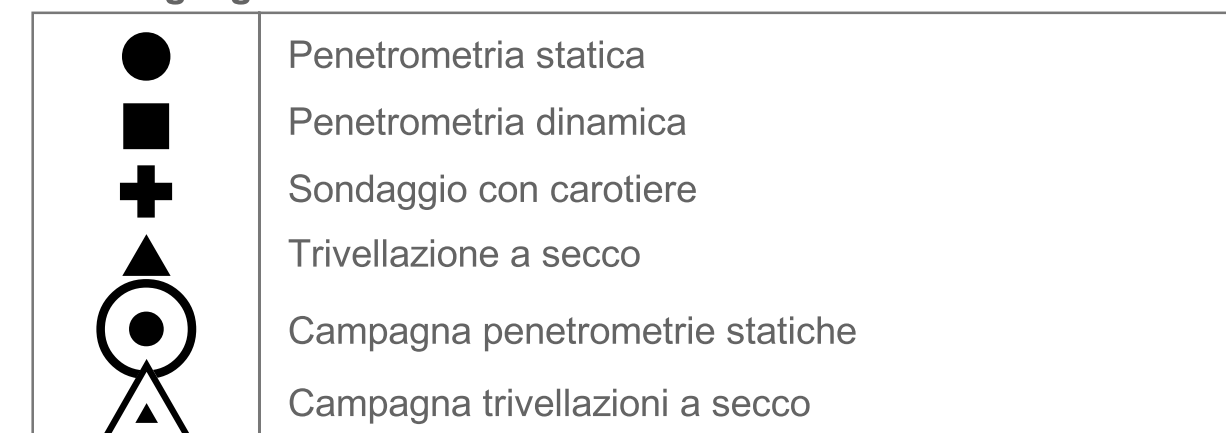 Penetrometria statica
Penetrometria dinamica
Sondaggio con carotiere
Trivellazione a secco
Campagna penetrometrie statiche
Campagna trivellazioni a secco